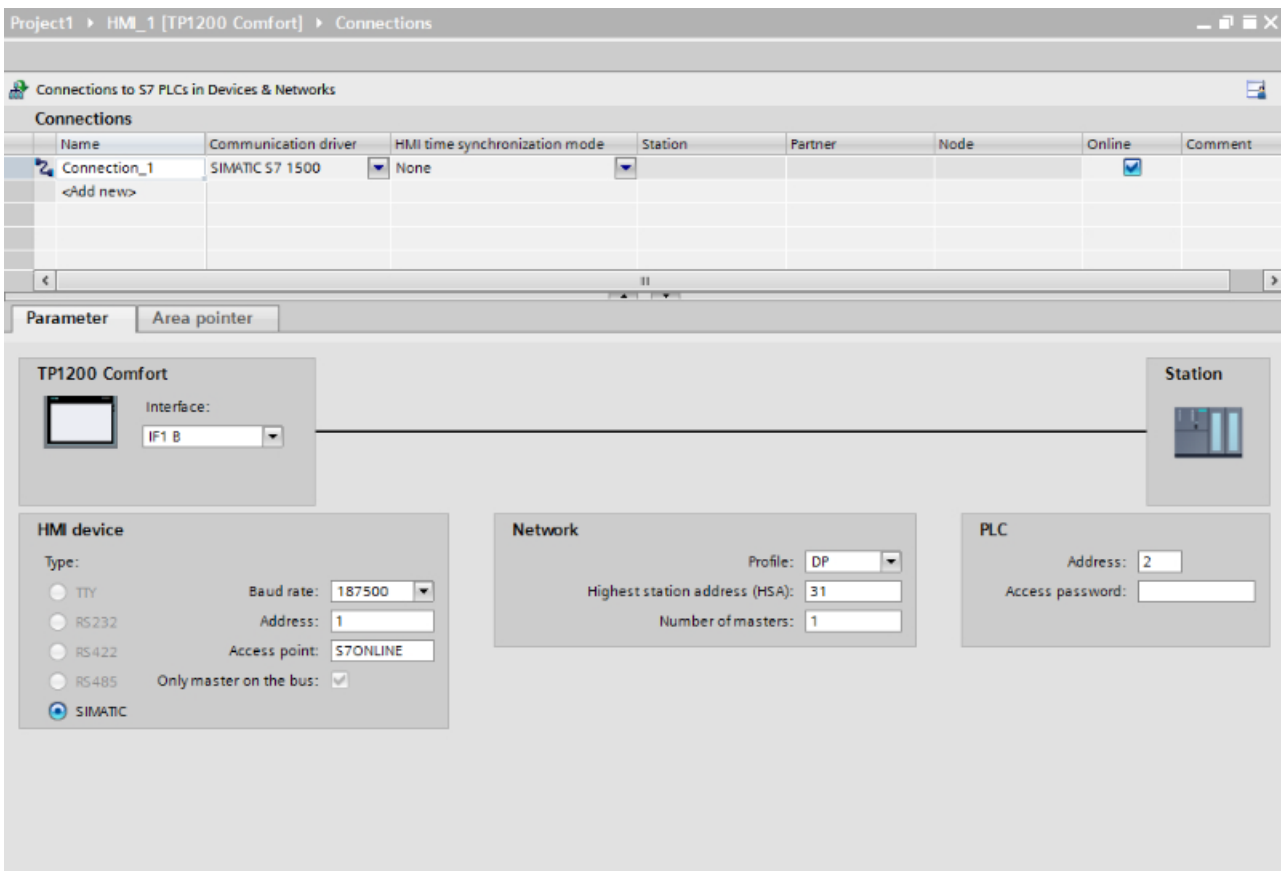 Project1 ▸ HMI_1 [TP1200 Comfort] ▸ Connections
Connections to S7 PLCs in Devices & Networks
Connections
Name Communication driver HMI time synchronization mode Station Partner Node Online Comment
Connection_1 SIMATIC S7 1500 None
<Add new>
Parameter Area pointer
TP1200 Comfort Station
Interface:
IF1 B
HMI device Network PLC
Type: Profile: DP Address: 2
TTY Baud rate: 187500 Highest station address (HSA): 31 Access password:
RS232 Address: 1 Number of masters: 1
RS422 Access point: S7ONLINE
RS485 Only master on the bus:
SIMATIC